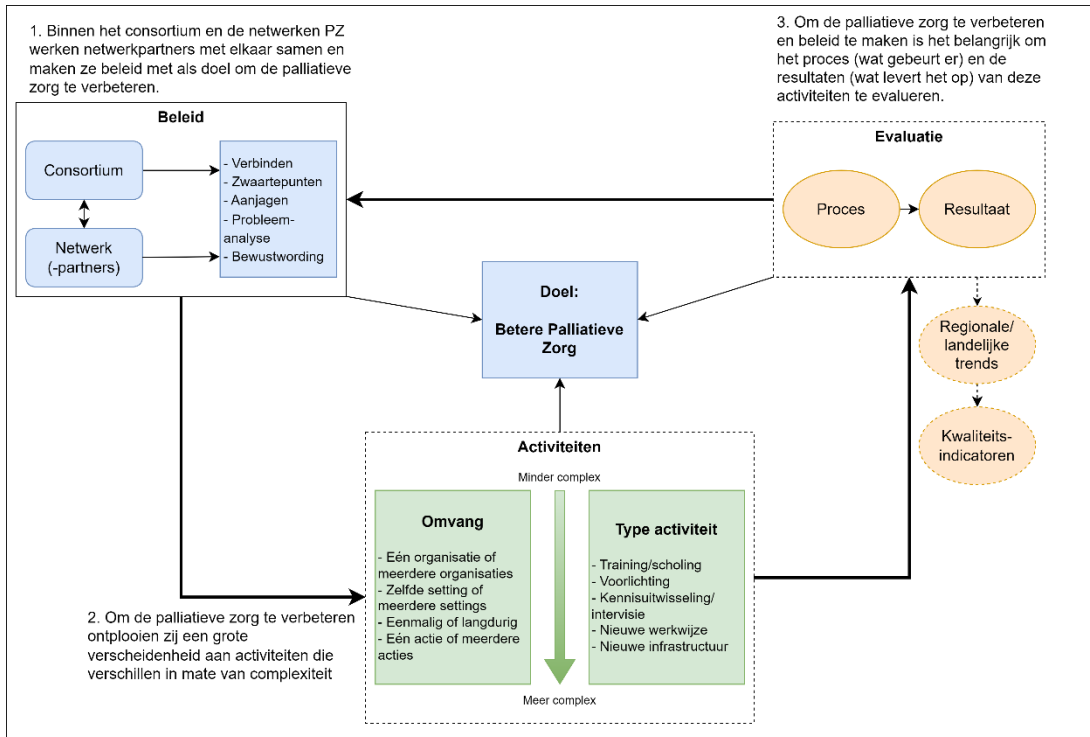 1. Binnen het consortium en de netwerken PZ
werken netwerkpartners met elkaar samen en
maken ze beleid met als doel om de palliatieve
zorg te verbeteren.
Beleid
Consortium
Netwerk
(-partners)
- Verbinden
- Zwaartepunten
- Aanjagen
- Probleem-
analyse
- Bewustwording
3. Om de palliatieve zorg te verbeteren
en beleid te maken is het belangrijk om
het proces (wat gebeurt er) en de
resultaten (wat levert het op) van deze
activiteiten te evalueren.
Evaluatie
Proces
Resultaat
Regionale/
landelijke
trends
Kwaliteits-
indicatoren
Doel:
Betere Palliatieve
Zorg
2. Om de palliatieve zorg te verbeteren
ontplooien zij een grote
verscheidenheid aan activiteiten die
verschillen in mate van complexiteit
Activiteiten
Minder complex
Omvang
- Eén organisatie of
meerdere organisaties
- Zelfde setting of
meerdere settings
- Eenmalig of langdurig
- Eén actie of meerdere
acties
Type activiteit
- Training/scholing
- Voorlichting
- Kennisuitwisseling/
intervisie
- Nieuwe werkwijze
- Nieuwe infrastructuur
Meer complex